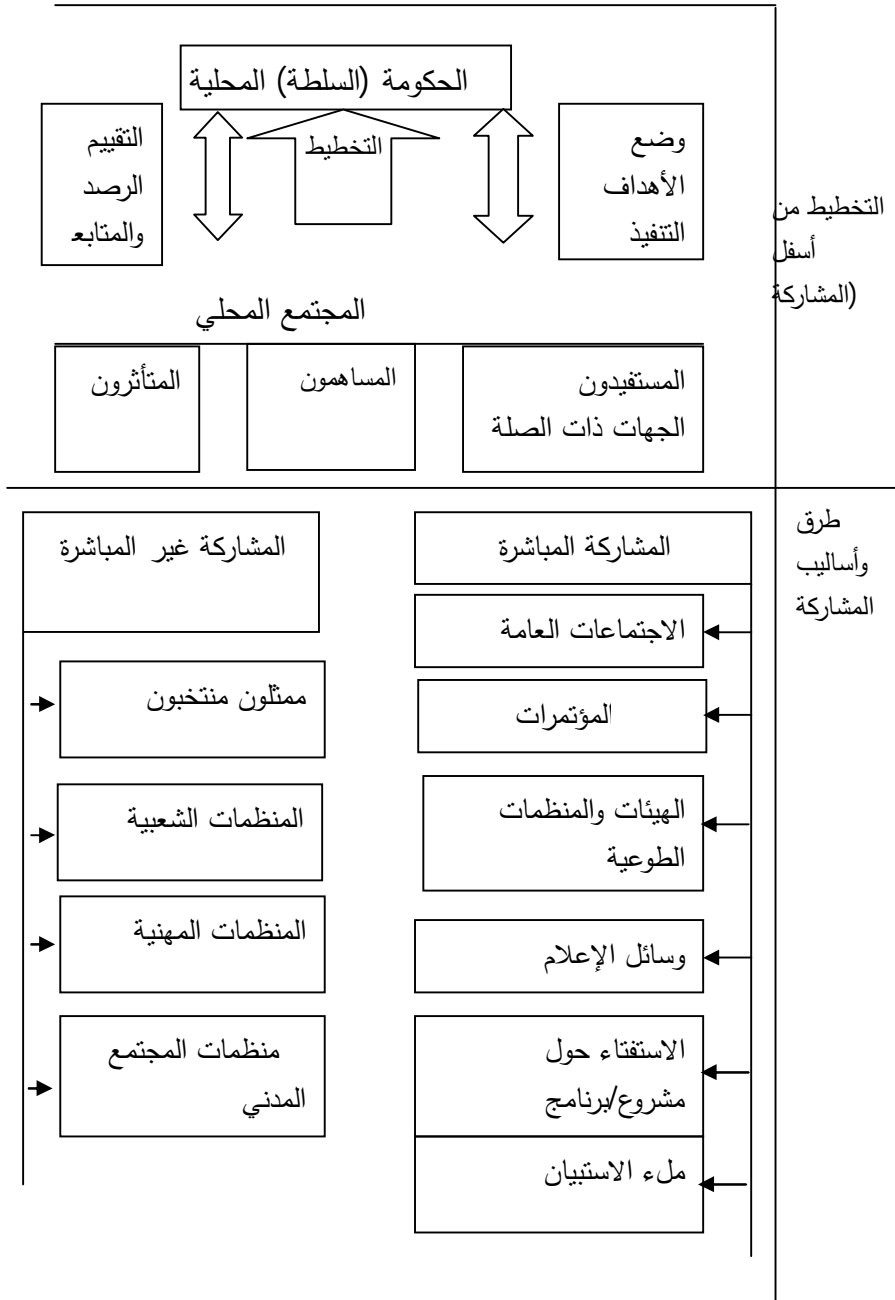 الحكومة (السلطة) المحلية
وضع
الأهداف
التنفيذ
التخطيط
التقييم
الرصد
والمتابع
التخطيط من
أسفل
(المشاركة
المجتمع المحلي
المستفيدون
الجهات ذات الصلة
المساهمون
المتأثرون
طرق
وأساليب
المشاركة
المشاركة المباشرة
الاجتماعات العامة
المؤتمرات
الهيئات والمنظمات
الطوعية
وسائل الإعلام
الاستفتاء حول
مشروع/برنامج
ملء الاستبيان
المشاركة غير المباشرة
ممثلون منتخبون
المنظمات الشعبية
المنظمات المهنية
منظمات المجتمع
المدني